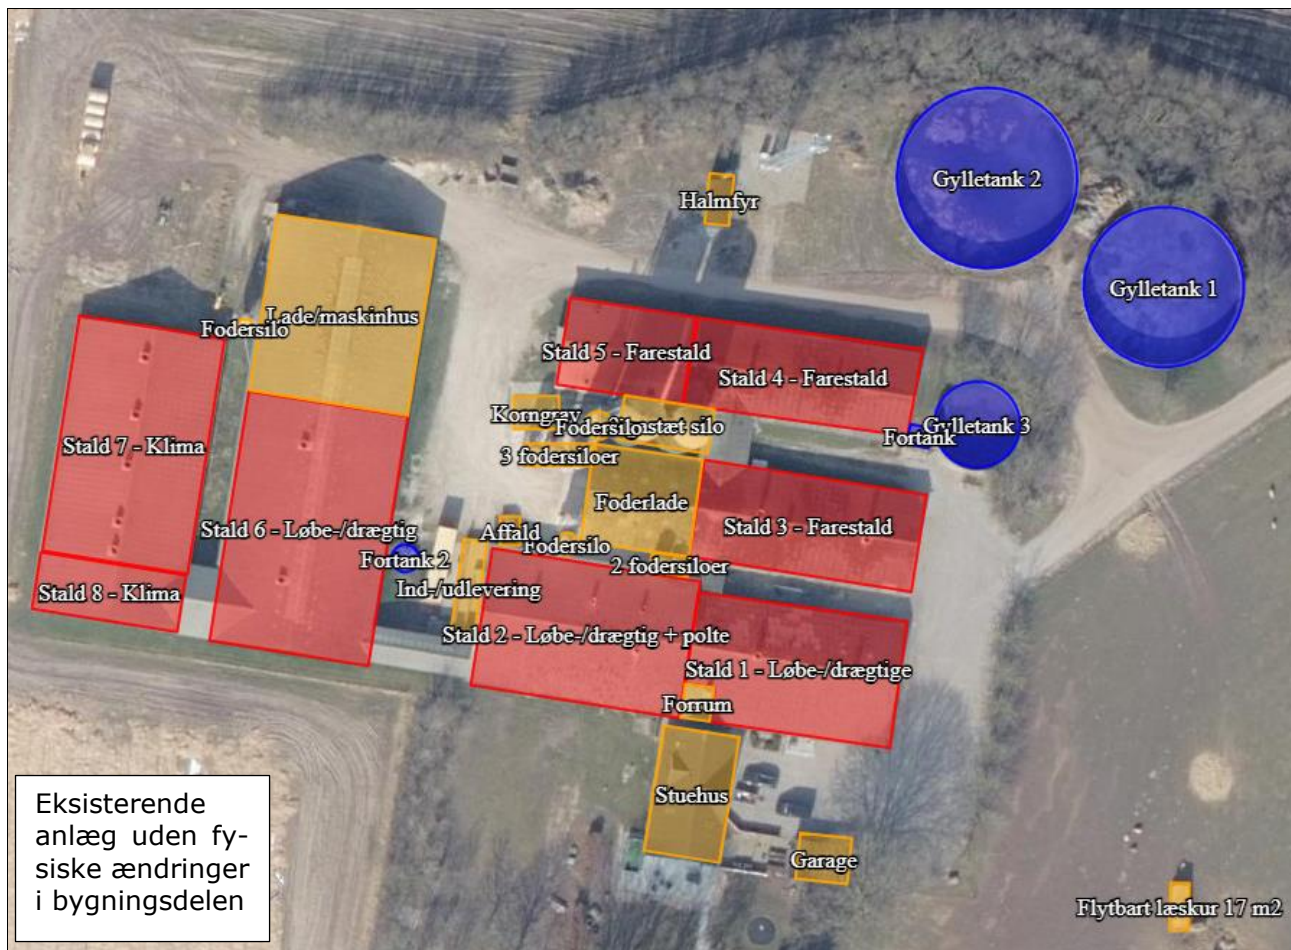 Gylletank 2
Halmfyr
Gylletank 1
Lade/maskinhus
Fodersilo
Stald 5 - Farestald
Stald 4 - Farestald
Korngrav
Fodersilo
stæt silo
Gylletank 3
Fortank
Stald 7 - Klima
3 fodersiloer
Foderlade
Stald 6 - Løbe-/drægtig
Stald 3 - Farestald
Affald
Fodersilo
Fortank 2
2 fodersiloer
Stald 8 - Klima
Ind-/udlevering
Stald 2 - Løbe-/drægtig + polte
Stald 1 - Løbe-/drægtige
Forrum
Stuehus
Garage
Flytbart læskur 17 m2
Eksisterende
anlæg uden fy-
siske ændringer
i bygningsdelen